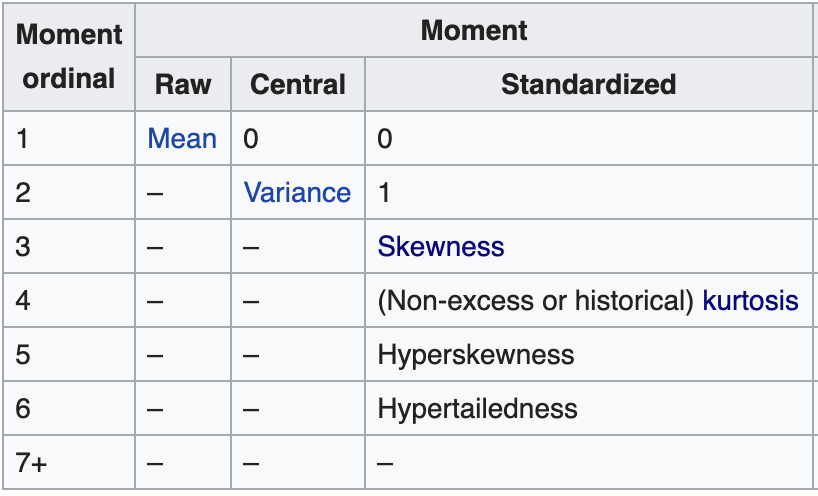 Moment ordinal Moment
Raw Central Standardized
1 Mean 0 0
2 – Variance 1
3 – – Skewness
4 – – (Non-excess or historical) kurtosis
5 – – Hyperskewness
6 – – Hypertailedness
7+ – – –